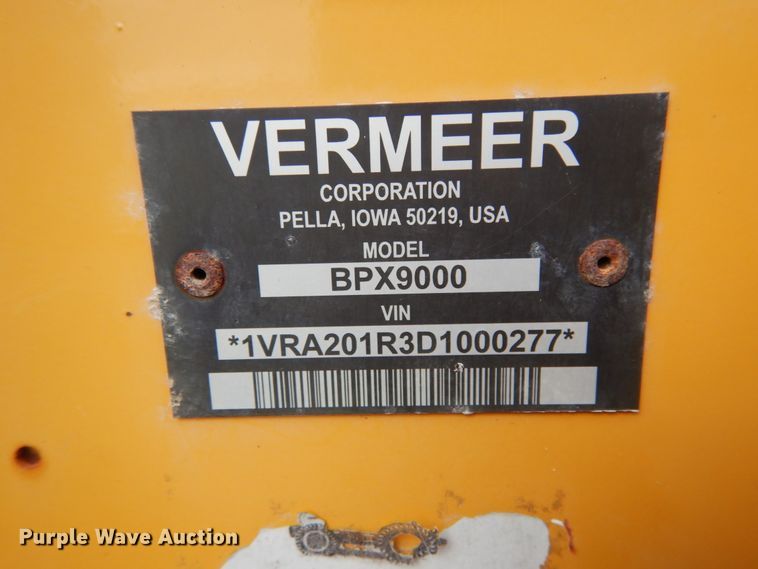 VERMEER
CORPORATION
PELLA, IOWA 50219, USA
MODEL
BPX9000
VIN
*1VRA201R3D1000277*
Purple Wave Auction